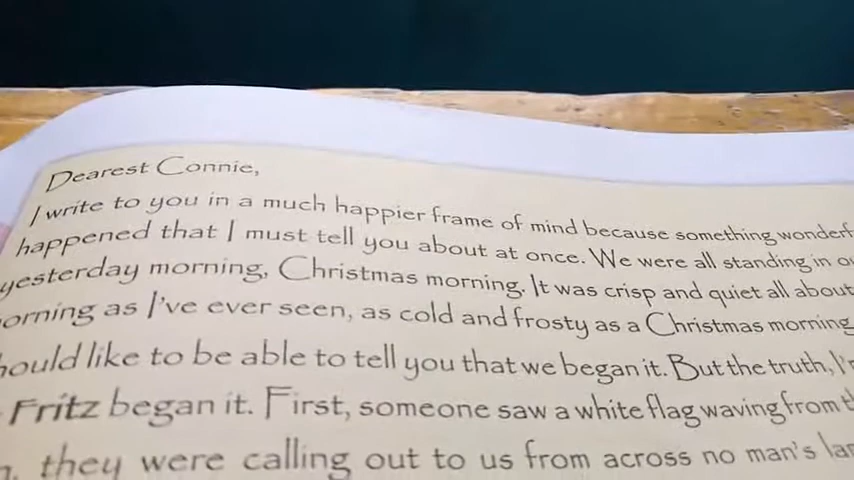 Dearest Connie,
I write to you in a much happier frame of mind because something
happened that I must tell you about at once. We were all standing in
yesterday morning, Christmas morning. It was crisp and quiet all about,
as I've ever seen, as cold and frosty as a Christmas morning
like to be able to tell you that we began it. But the truth,
Fritz began it. First, someone saw a white flag waving from
they were calling out to us from across no man's